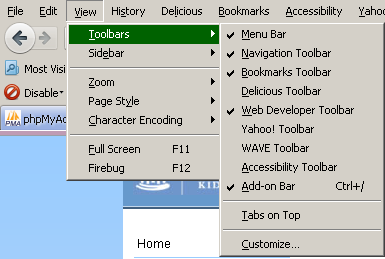 File Edit View History Delicious Bookmarks Accessibility
Toolbars
Sidebar
Zoom
Page Style
Character Encoding
Full Screen F11
Firebug F12
Menu Bar
Navigation Toolbar
Bookmarks Toolbar
Delicious Toolbar
Web Developer Toolbar
Yahoo! Toolbar
WAVE Toolbar
Accessibility Toolbar
Add-on Bar Ctrl+/
Tabs on Top
Customize...
Most Vis
Disable
PMA phpMyAd
KID
Home